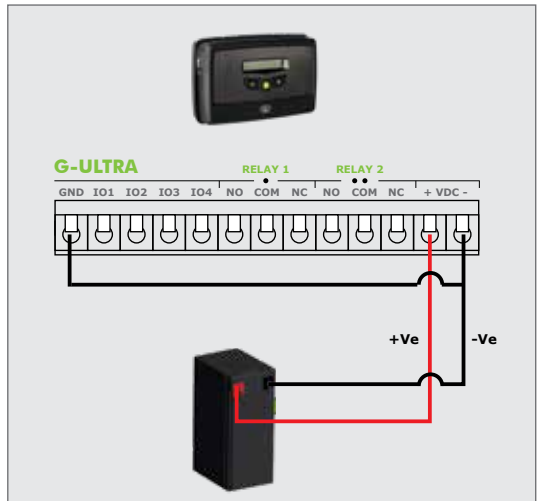 G-ULTRA
RELAY 1 RELAY 2
GND IO1 IO2 IO3 IO4 NO COM NC NO COM NC + VDC -
+Ve -Ve